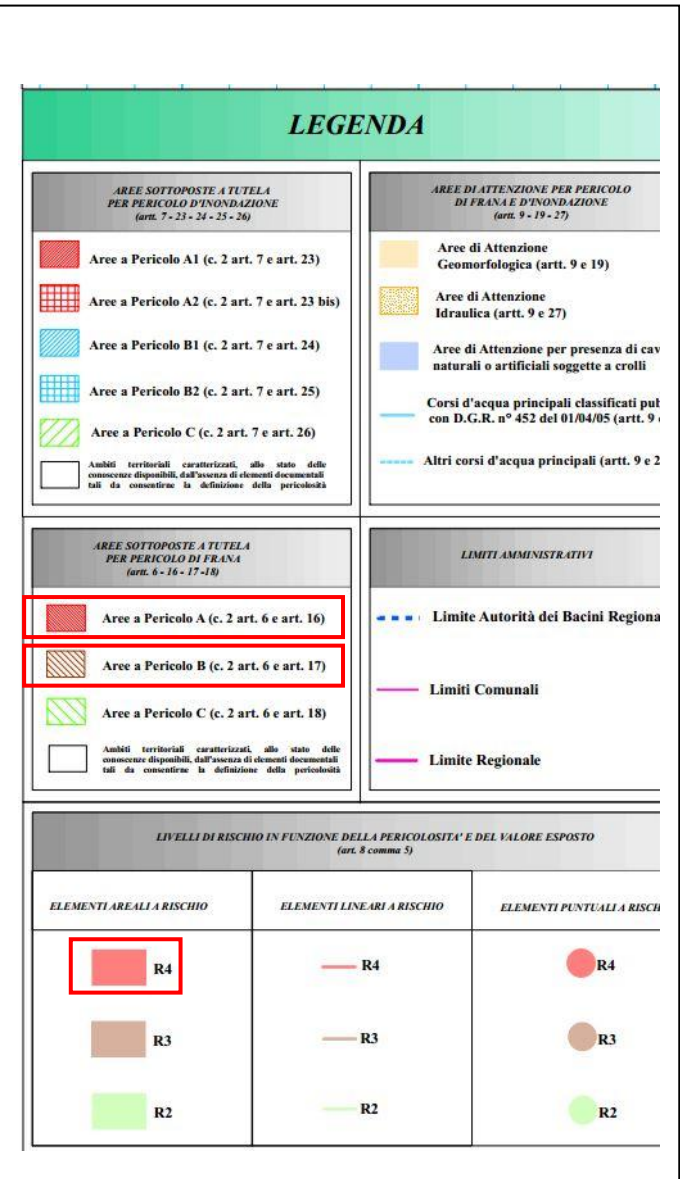 LEGENDA
AREE SOTTOPOSTE A TUTELA
PER PERICOLO D'INONDAZIONE
(artt. 7 - 23 - 24 - 25 - 26)
Aree a Pericolo A1 (c. 2 art. 7 e art. 23)
Aree a Pericolo A2 (c. 2 art. 7 e art. 23 bis)
Aree a Pericolo B1 (c. 2 art. 7 e art. 24)
Aree a Pericolo B2 (c. 2 art. 7 e art. 25)
Aree a Pericolo C (c. 2 art. 7 e art. 26)
Ambiti territoriali caratterizzati, allo stato delle
conoscenze disponibili, dall'assenza di elementi documentali
tali da consentirne la definizione della pericolosità
AREE DI ATTENZIONE PER PERICOLO
DI FRANA E D'INONDAZIONE
(artt. 9 - 19 - 27)
Aree di Attenzione
Geomorfologica (artt. 9 e 19)
Aree di Attenzione
Idraulica (artt. 9 e 27)
Aree di Attenzione per presenza di cav
naturali o artificiali soggette a crolli
Corsi d'acqua principali classificati pub
con D.G.R. n° 452 del 01/04/05 (artt. 9
Altri corsi d'acqua principali (artt. 9 e 2
AREE SOTTOPOSTE A TUTELA
PER PERICOLO DI FRANA
(artt. 6 - 16 - 17 -18)
Aree a Pericolo A (c. 2 art. 6 e art. 16)
Aree a Pericolo B (c. 2 art. 6 e art. 17)
Aree a Pericolo C (c. 2 art. 6 e art. 18)
Ambiti territoriali caratterizzati, allo stato delle
conoscenze disponibili, dall'assenza di elementi documentali
tali da consentirne la definizione della pericolosità
LIMITI AMMINISTRATIVI
Limite Autorità dei Bacini Regiona
Limiti Comunali
Limite Regionale
LIVELLI DI RISCHIO IN FUNZIONE DELLA PERICOLOSITA' E DEL VALORE ESPOSTO
(art. 8 comma 5)
ELEMENTI AREALI A RISCHIO
R4
R3
R2
ELEMENTI LINEARI A RISCHIO
R4
R3
R2
ELEMENTI PUNTUALI A RISCH
R4
R3
R2